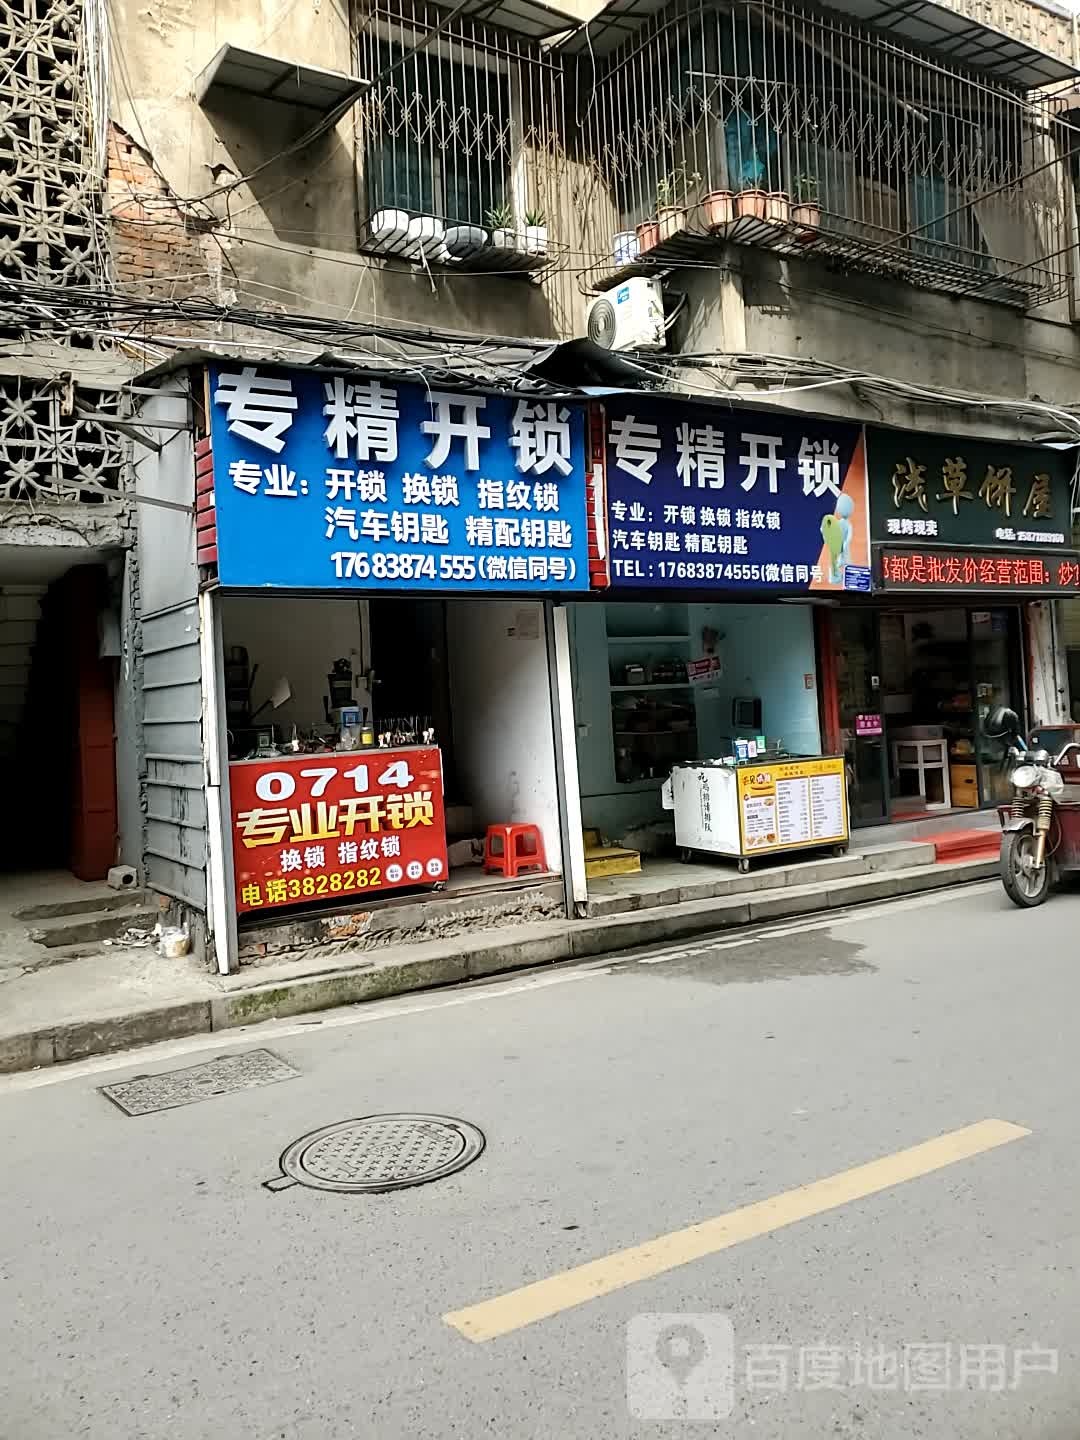 专精开锁
专业：开锁 换锁 指纹锁
汽车钥匙 精配钥匙
17683874555(微信同号)
专精开锁
专业：开锁 换锁 指纹锁
汽车钥匙 精配钥匙
TEL：17683874555(微信同号
浅草饼屋
现烤现卖
都是批发价经营范围：炒
0714
专业开锁
换锁 指纹锁
电话3828282
百度地图用户